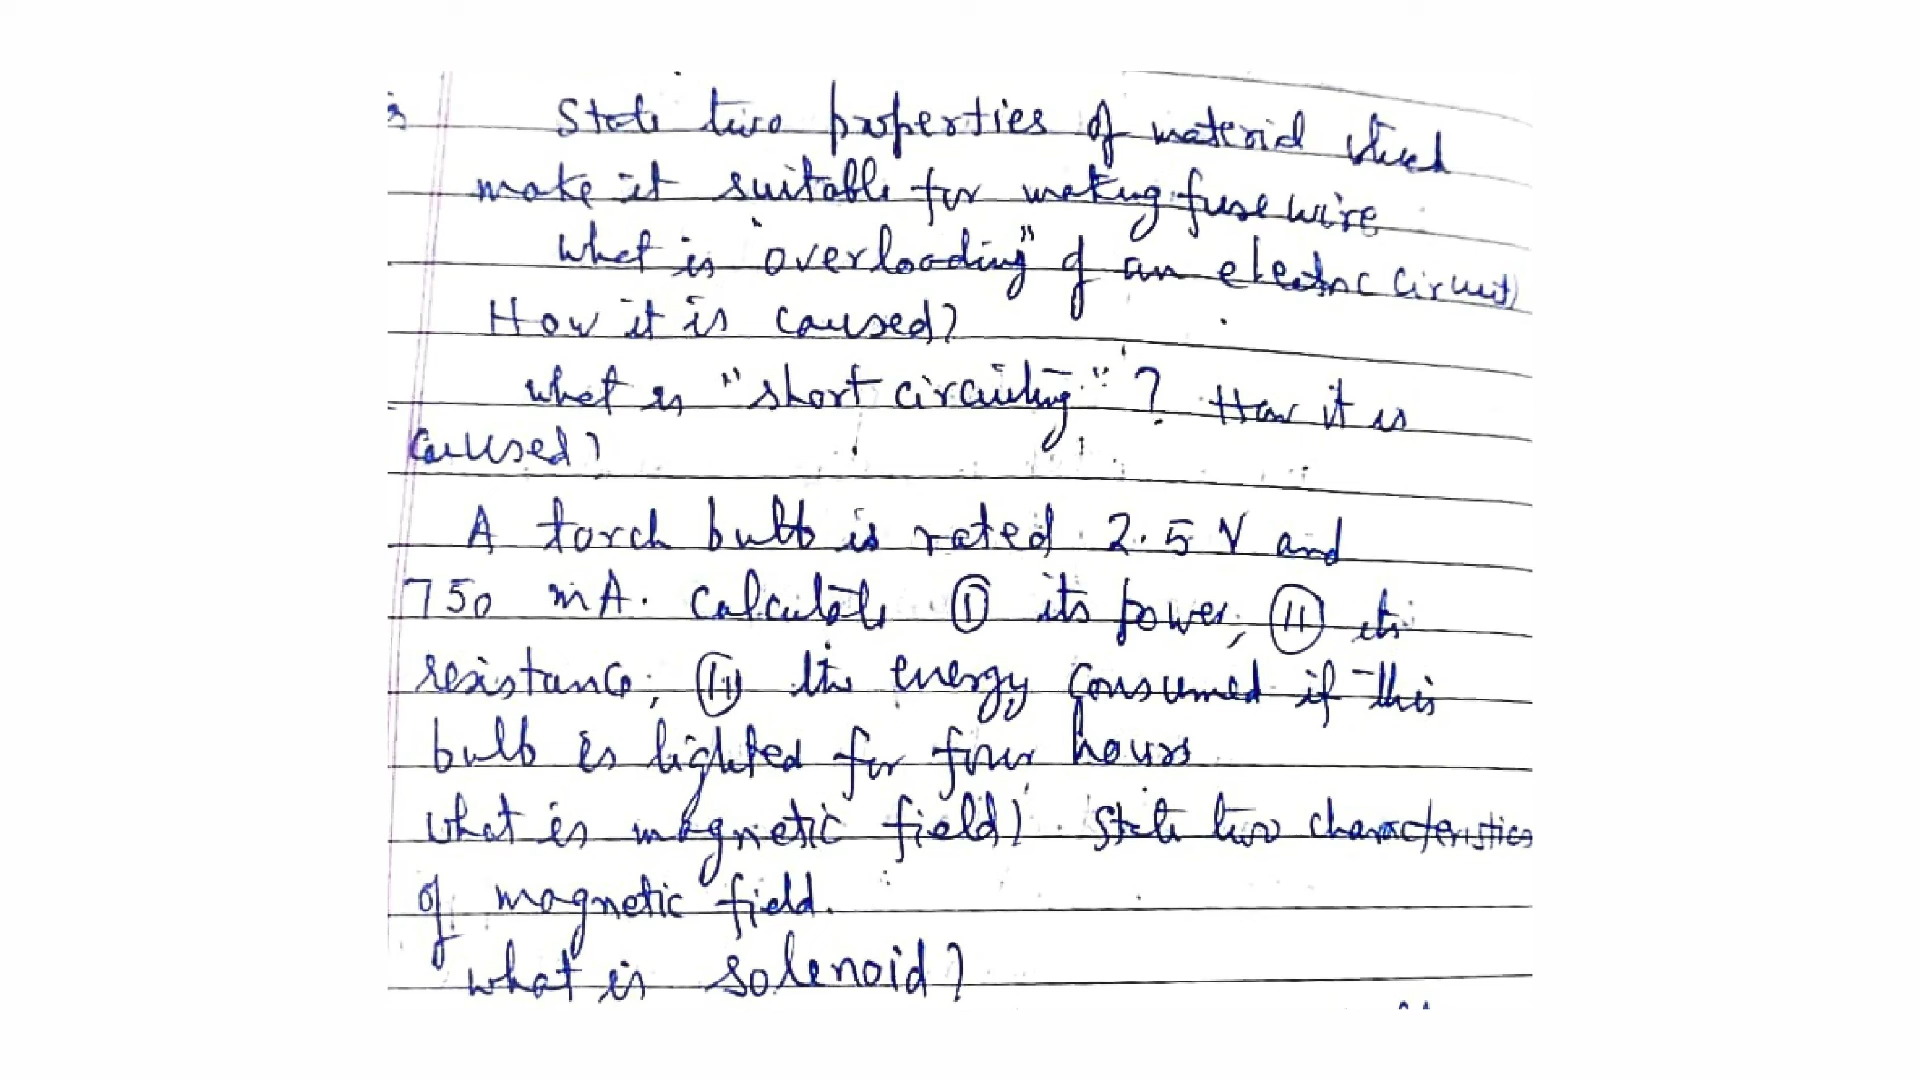 State two properties of material which
make it suitable for making fuse wire
What is "overloading" of an electric circuit
How it is caused?
What is "short circuiting"? How it is
caused?
A torch bulb is rated 2.5 V and
750 mA. Calculate (i) its power, (ii) its
resistance, (iii) the energy consumed if this
bulb is lighted for four hours
What is magnetic field? State two characteristics
of magnetic field.
What is solenoid?